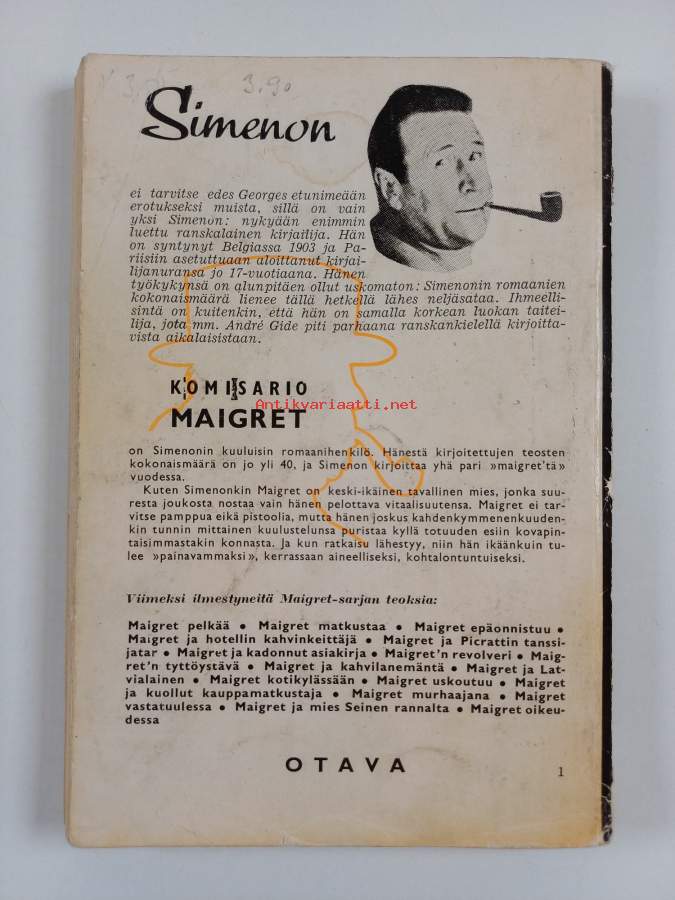 3.90
Simenon
ei tarvitse edes Georges etunimeään
erotukseksi muista, sillä on vain
yksi Simenon: nykyään enimmin
luettu ranskalainen kirjailija. Hän
on syntynyt Belgiassa 1903 ja Pa-
riisiin asetuttuaan aloittanut kirjai-
lijanuransa jo 17-vuotiaana. Hänen
työkykynsä on alunpitäen ollut uskomaton: Simenonin romaanien
kokonaismäärä lienee tällä hetkellä lähes neljäsataa. Ihmeelli-
sintä on kuitenkin, että hän on samalla korkean luokan taitei-
lija, jota mm. André Gide piti parhaana ranskankielellä kirjoitta-
vista aikalaisistaan.
KOMISARIO
Antikvariaatti.net
MAIGRET
on Simenonin kuuluisin romaanihenkilö. Hänestä kirjoitettujen teosten
kokonaismäärä on jo yli 40, ja Simenon kirjoittaa yhä pari »maigret'tä»
vuodessa.
Kuten Simenonkin Maigret on keski-ikäinen tavallinen mies, jonka suu-
resta joukosta nostaa vain hänen pelottava vitaalisuutensa. Maigret ei tar-
vitse pamppua eikä pistoolia, mutta hänen joskus kahdenkymmenenkuuden-
kin tunnin mittainen kuulustelunsa puristaa kyllä totuuden esiin kovapin-
taisimmastakin konnasta. Ja kun ratkaisu lähestyy, niin hän ikäänkuin tu-
lee »painavammaksi», kerrassaan aineelliseksi, kohtalontuntuiseksi.
Viimeksi ilmestyneitä Maigret-sarjan teoksia:
Maigret pelkää • Maigret matkustaa • Maigret epäonnistuu •
Maigret ja hotellin kahvinkeittäjä • Maigret ja Picrattin tanssi-
jatar • Maigret ja kadonnut asiakirja • Maigret'n revolveri • Maig-
ret'n tyttöystävä • Maigret ja kahvilanemäntä • Maigret ja Lat-
vialainen • Maigret kotikylässään • Maigret uskoutuu • Maigret
ja kuollut kauppamatkustaja • Maigret murhaajana • Maigret
vastatuulessa • Maigret ja mies Seinen rannalta • Maigret oikeu-
dessa
OTAVA
1